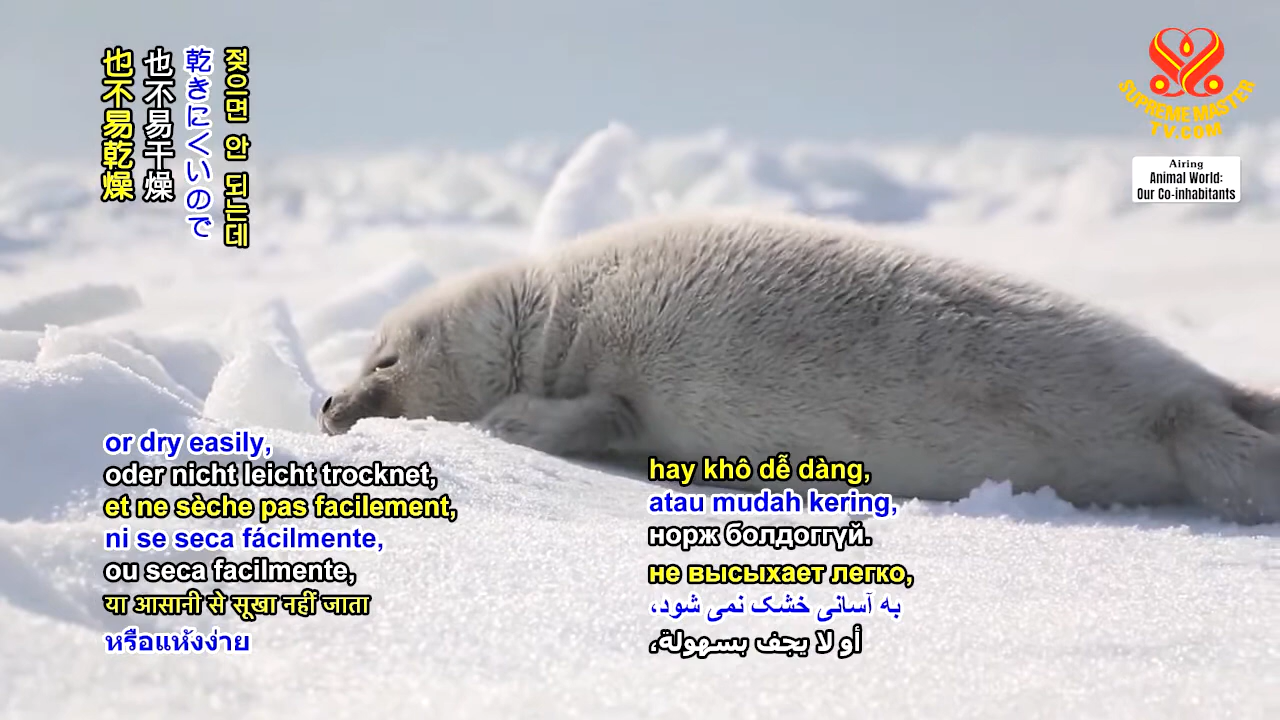 也不易乾燥
也不易干燥
乾きにくいので
젖으면 안 되는데
SUPREME MASTER
TV.COM
Airing
Animal World:
Our Co-inhabitants
or dry easily,
oder nicht leicht trocknet,
et ne sèche pas facilement,
ni se seca fácilmente,
ou seca facilmente,
या आसानी से सूखा नहीं जाता
หรือแห้งง่าย
hay khô dễ dàng,
atau mudah kering,
норж болдоггүй.
не высыхает легко,
به آسانی خشک نمی شود،
أو لا يجف بسهولة،